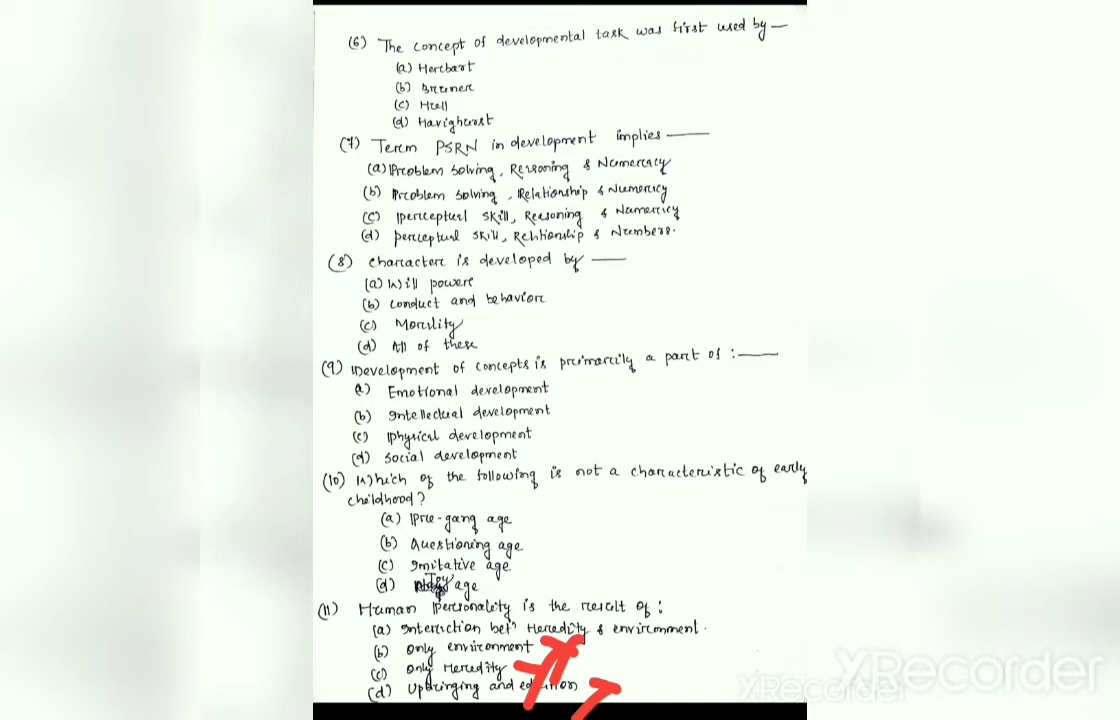 (6) The concept of developmental task was first used by —
(a) Herbart
(b) Bruner
(c) Hull
(d) Havighurst
(7) Term PSRN in development implies —
(a) Problem solving, Reasoning & Numeracy
(b) Problem solving, Relationship & Numeracy
(c) perceptual skill, Reasoning & Numeracy
(d) perceptual skill, Relationship & Numbers.
(8) character is developed by —
(a) Will power
(b) conduct and behavior
(c) Morality
(d) All of these
(9) Development of concepts is primarily a part of : —
(a) Emotional development
(b) Intellectual development
(c) Physical development
(d) Social development
(10) Which of the following is not a characteristic of early
childhood?
(a) Pre-gang age
(b) Questioning age
(c) Imitative age
(d) Toy age
(11) Human Personality is the result of :
(a) Interaction betn Heredity & environment.
(b) Only environment
(c) Only Heredity
(d) Upbringing and
XRecorder
XRecorder